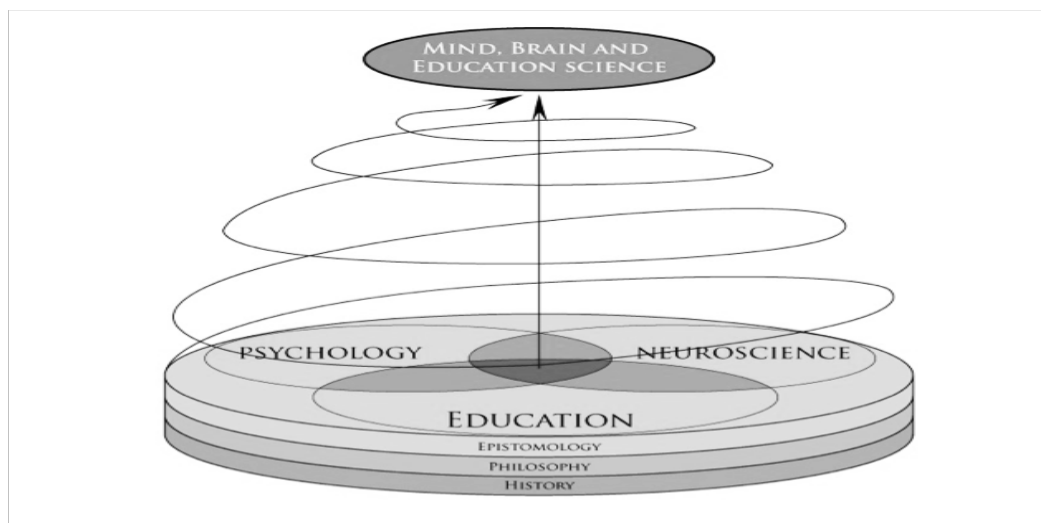 MIND, BRAIN AND
EDUCATION SCIENCE
PSYCHOLOGY
NEUROSCIENCE
EDUCATION
EPISTOMOLOGY
PHILOSOPHY
HISTORY